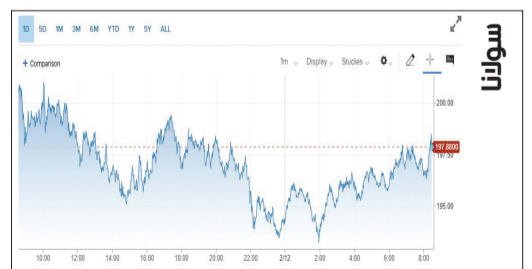 1D 5D 1M 3M 6M YTD 1Y 5Y ALL
+ Comparison 1m Display Studies
سولانا
200.00
197.8800
197.50
195.00
10:00 12:00 14:00 16:00 18:00 20:00 22:00 2/12 2:00 4:00 6:00 8:00